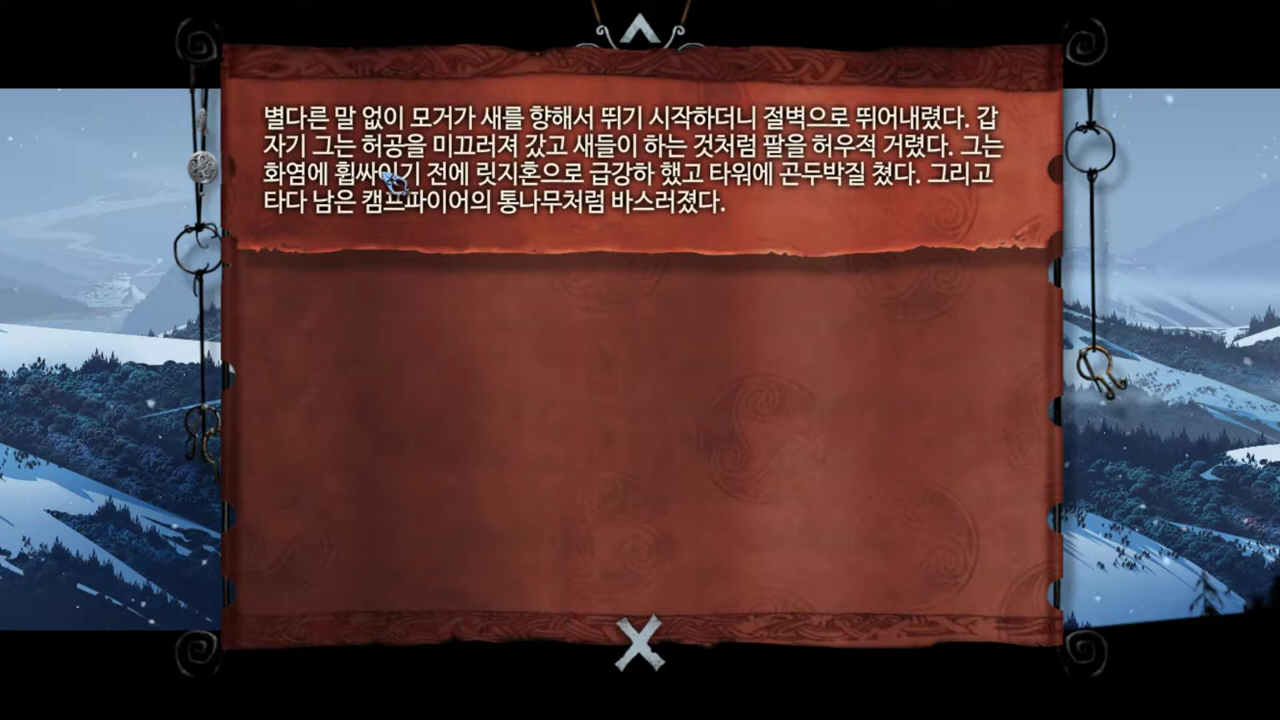 별다른 말 없이 모거가 새를 향해서 뛰기 시작하더니 절벽으로 뛰어내렸다. 갑
자기 그는 허공을 미끄러져 갔고 새들이 하는 것처럼 팔을 허우적 거렸다. 그는
화염에 휩싸이기 전에 릿지혼으로 급강하 했고 타워에 곤두박질 쳤다. 그리고
타다 남은 캠프파이어의 통나무처럼 바스러졌다.